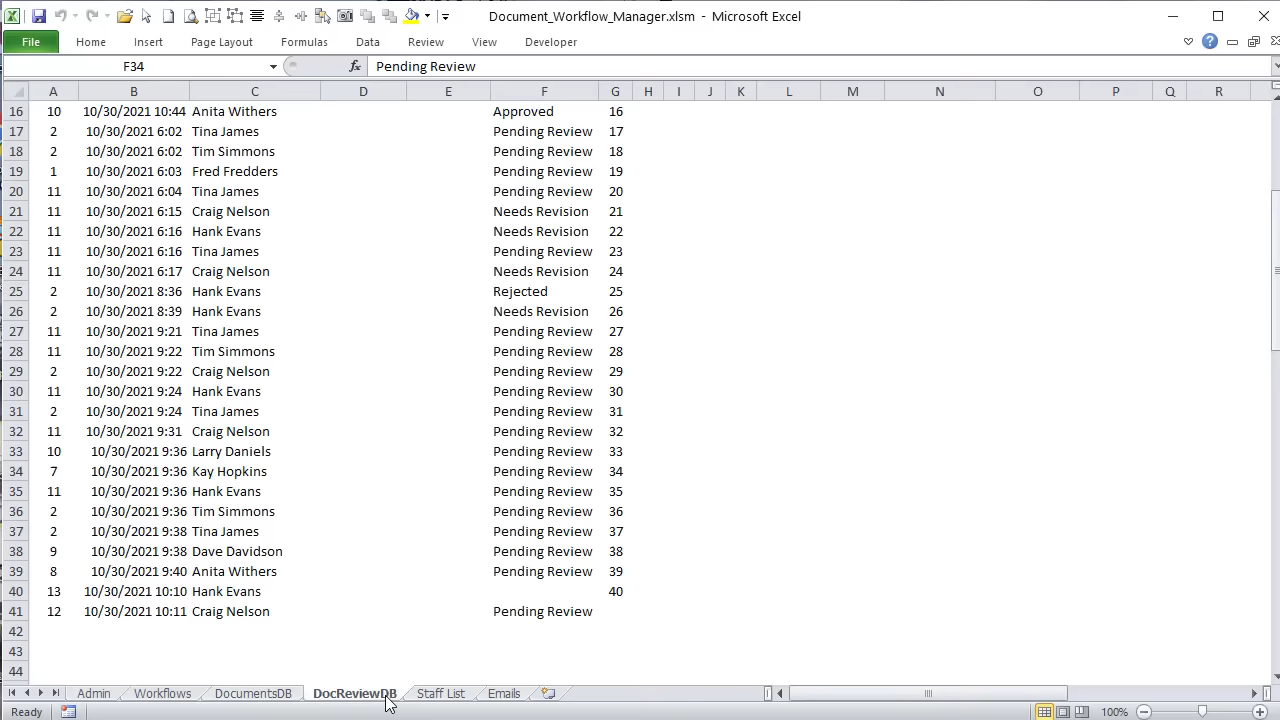 Document_Workflow_Manager.xlsm - Microsoft Excel
File Home Insert Page Layout Formulas Data Review View Developer
F34 fx Pending Review
A B C D E F G H I J K L M N O P Q R
16 10 10/30/2021 10:44 Anita Withers Approved 16
17 2 10/30/2021 6:02 Tina James Pending Review 17
18 2 10/30/2021 6:02 Tim Simmons Pending Review 18
19 1 10/30/2021 6:03 Fred Fredders Pending Review 19
20 11 10/30/2021 6:04 Tina James Pending Review 20
21 11 10/30/2021 6:15 Craig Nelson Needs Revision 21
22 11 10/30/2021 6:16 Hank Evans Needs Revision 22
23 11 10/30/2021 6:16 Tina James Pending Review 23
24 11 10/30/2021 6:17 Craig Nelson Needs Revision 24
25 2 10/30/2021 8:36 Hank Evans Rejected 25
26 2 10/30/2021 8:39 Hank Evans Needs Revision 26
27 11 10/30/2021 9:21 Tina James Pending Review 27
28 11 10/30/2021 9:22 Tim Simmons Pending Review 28
29 2 10/30/2021 9:22 Craig Nelson Pending Review 29
30 11 10/30/2021 9:24 Hank Evans Pending Review 30
31 2 10/30/2021 9:24 Tina James Pending Review 31
32 11 10/30/2021 9:31 Craig Nelson Pending Review 32
33 10 10/30/2021 9:36 Larry Daniels Pending Review 33
34 7 10/30/2021 9:36 Kay Hopkins Pending Review 34
35 11 10/30/2021 9:36 Hank Evans Pending Review 35
36 2 10/30/2021 9:36 Tim Simmons Pending Review 36
37 2 10/30/2021 9:38 Tina James Pending Review 37
38 9 10/30/2021 9:38 Dave Davidson Pending Review 38
39 8 10/30/2021 9:40 Anita Withers Pending Review 39
40 13 10/30/2021 10:10 Hank Evans 40
41 12 10/30/2021 10:11 Craig Nelson Pending Review
42
43
44
Admin Workflows DocumentsDB DocReviewDB Staff List Emails
Ready 100%